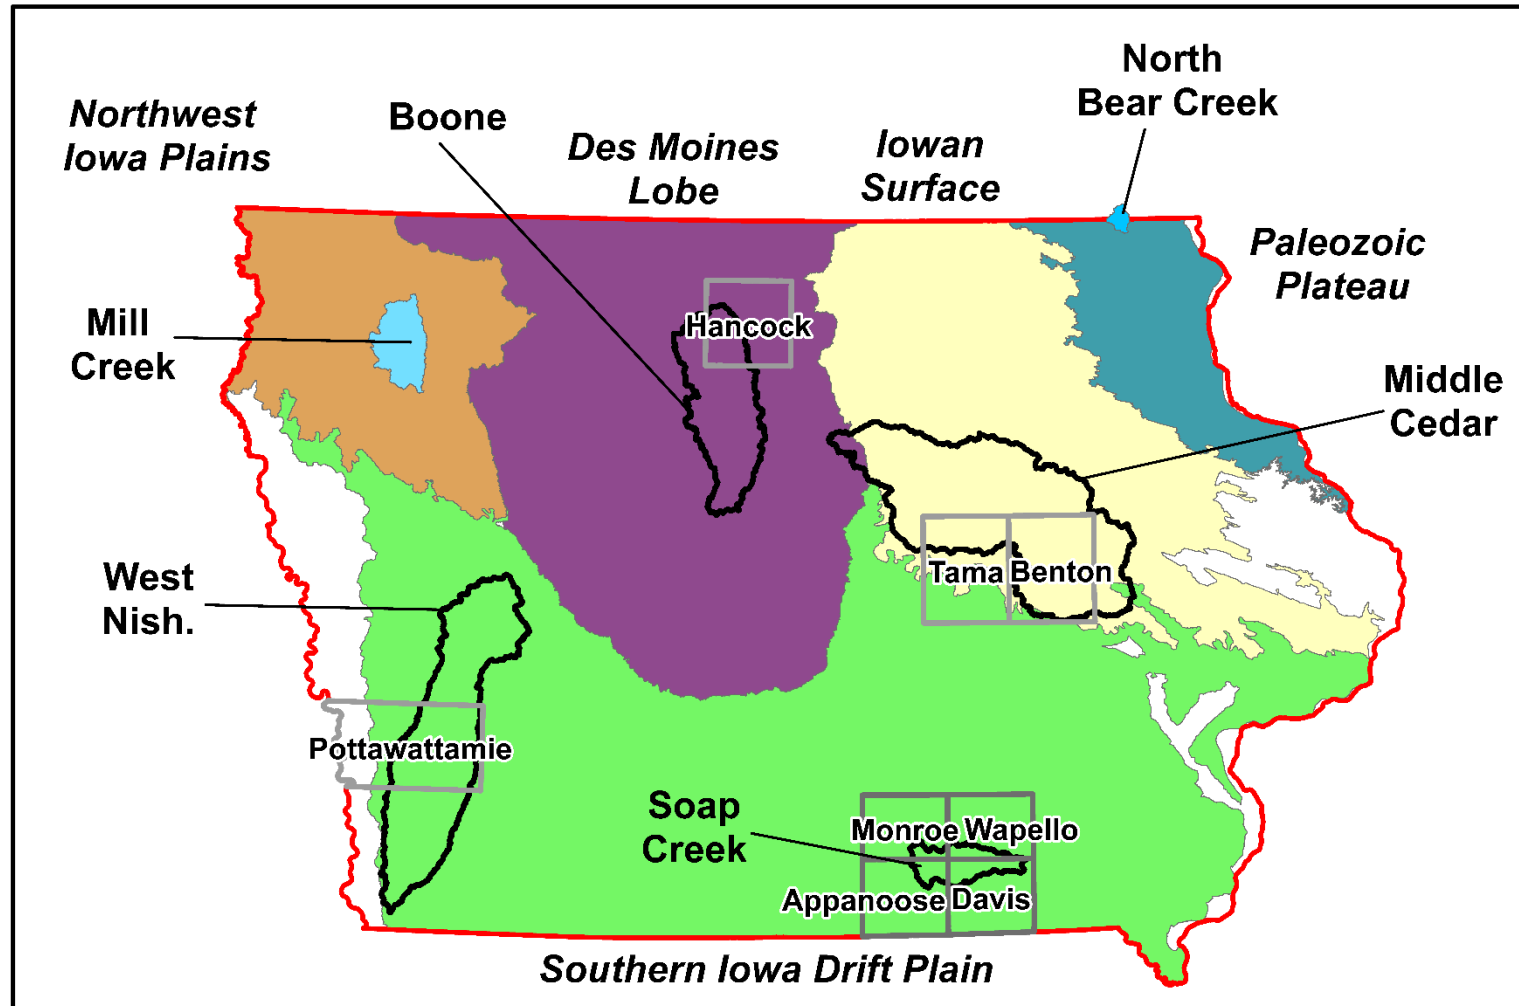 North
Bear Creek
Northwest
Iowa Plains
Boone
Des Moines
Lobe
Iowan
Surface
Paleozoic
Plateau
Mill
Creek
Hancock
Middle
Cedar
West
Nish.
Tama
Benton
Pottawattamie
Soap
Creek
Monroe
Wapello
Appanoose
Davis
Southern Iowa Drift Plain